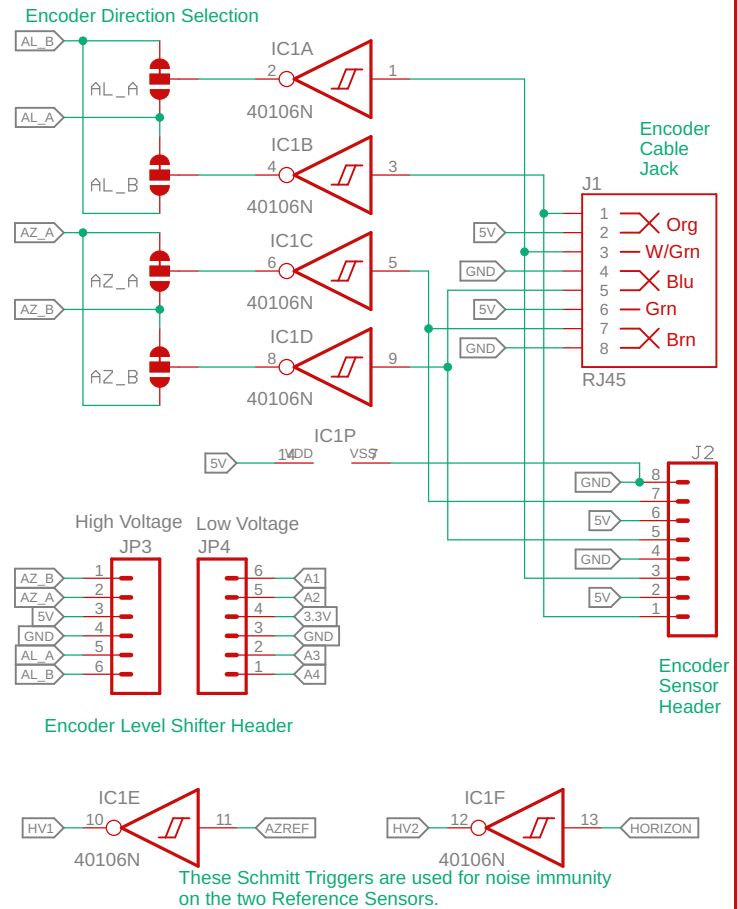 Encoder Direction Selection
AL_B
IC1A
2
1
AL_A
40106N
AL_A
IC1B
4
3
AL_B
40106N
Encoder
Cable
Jack
J1
1
2
3
4
5
6
7
8
Org
W/Grn
Blu
Grn
Brn
RJ45
5V
GND
5V
GND
AZ_A
IC1C
6
5
AZ_A
40106N
AZ_B
IC1D
8
9
AZ_B
40106N
IC1P
5V
14
VDD
VSS
7
J2
GND
8
7
5V
6
5
GND
4
3
5V
2
1
Encoder
Sensor
Header
High Voltage
JP3
AZ_B 1
AZ_A 2
5V 3
GND 4
AL_A 5
AL_B 6
Low Voltage
JP4
6 A1
5 A2
4 3.3V
3 GND
2 A3
1 A4
Encoder Level Shifter Header
IC1E
HV1 10 11 AZREF
40106N
IC1F
HV2 12 13 HORIZON
40106N
These Schmitt Triggers are used for noise immunity
on the two Reference Sensors.